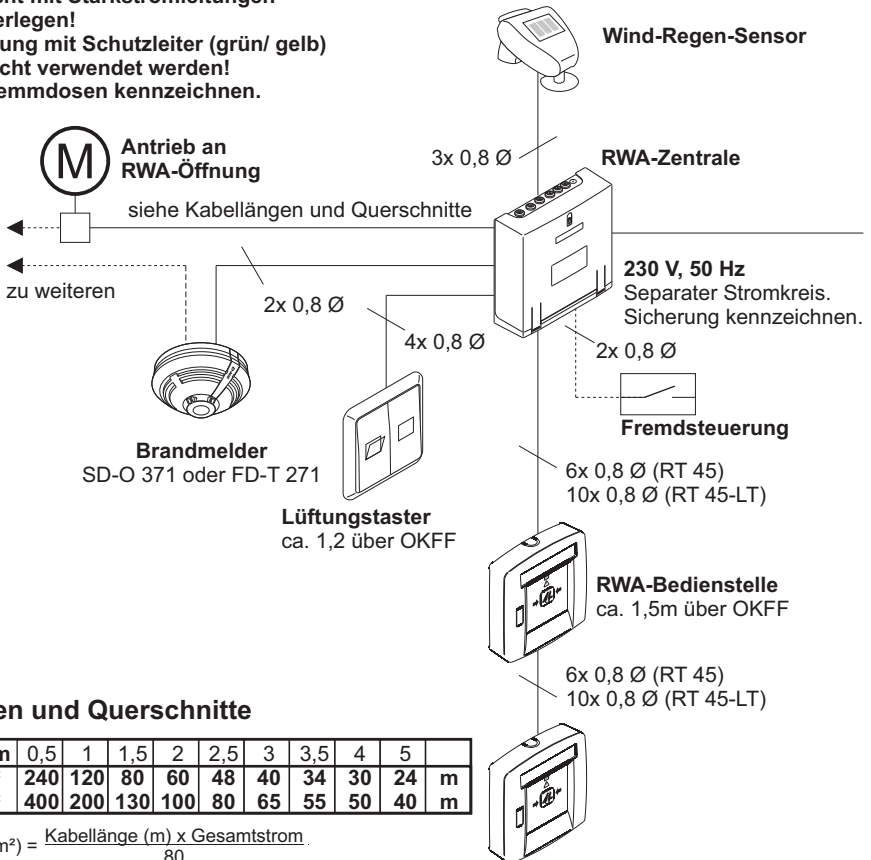 cht mit Starkstromleitungen
erlegen!
ung mit Schutzleiter (grün/ gelb)
cht verwendet werden!
emmdosen kennzeichnen.
Wind-Regen-Sensor
M
Antrieb an
RWA-Öffnung
3x 0,8 Ø
RWA-Zentrale
siehe Kabellängen und Querschnitte
zu weiteren
2x 0,8 Ø
4x 0,8 Ø
230 V, 50 Hz
Separater Stromkreis.
Sicherung kennzeichnen.
2x 0,8 Ø
Fremdsteuerung
Brandmelder
SD-O 371 oder FD-T 271
Lüftungstaster
ca. 1,2 über OKFF
6x 0,8 Ø (RT 45)
10x 0,8 Ø (RT 45-LT)
RWA-Bedienstelle
ca. 1,5m über OKFF
6x 0,8 Ø (RT 45)
10x 0,8 Ø (RT 45-LT)
en und Querschnitte
m 0,5 1 1,5 2 2,5 3 3,5 4 5
240 120 80 60 48 40 34 30 24 m
400 200 130 100 80 65 55 50 40 m
m²) = Kabellänge (m) x Gesamtstrom
80